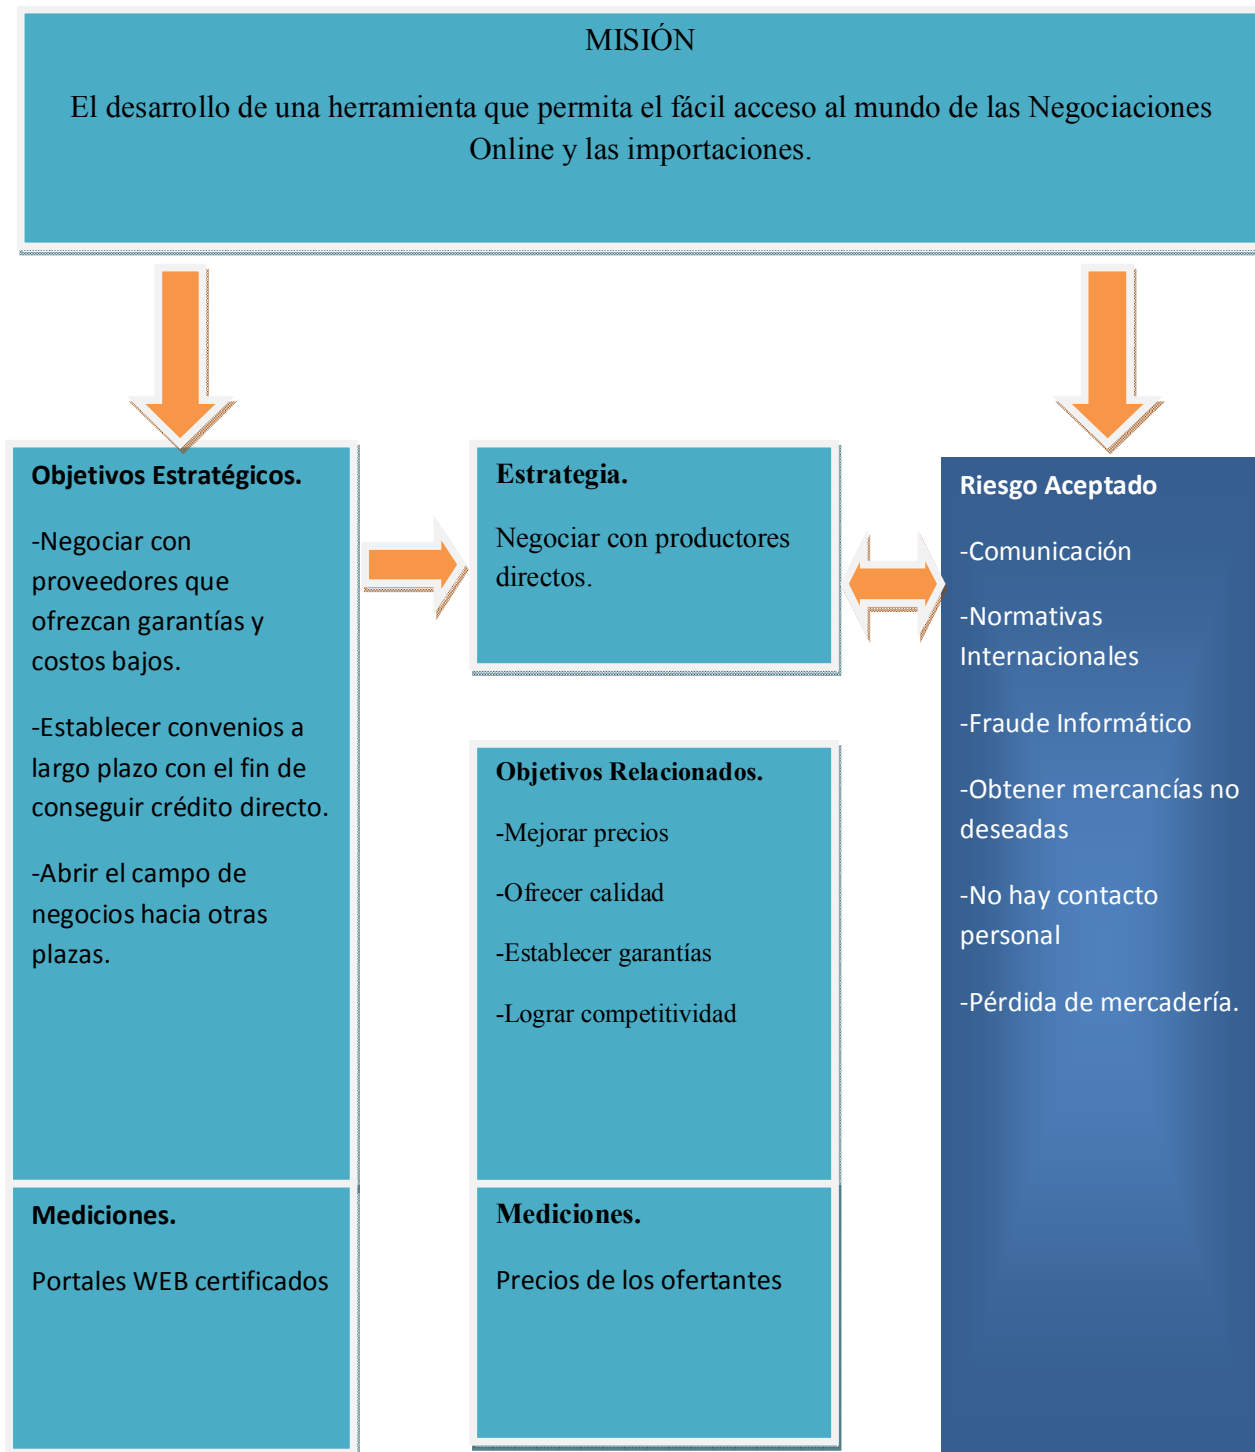 MISIÓN
El desarrollo de una herramienta que permita el fácil acceso al mundo de las Negociaciones
Online y las importaciones.
Objetivos Estratégicos.
-Negociar con
proveedores que
ofrezcan garantías y
costos bajos.
-Establecer convenios a
largo plazo con el fin de
conseguir crédito directo.
-Abrir el campo de
negocios hacia otras
plazas.
Mediciones.
Portales WEB certificados
Estrategia.
Negociar con productores
directos.
Objetivos Relacionados.
-Mejorar precios
-Ofrecer calidad
-Establecer garantías
-Lograr competitividad
Mediciones.
Precios de los ofertantes
Riesgo Aceptado
-Comunicación
-Normativas
Internacionales
-Fraude Informático
-Obtener mercancías no
deseadas
-No hay contacto
personal
-Pérdida de mercadería.